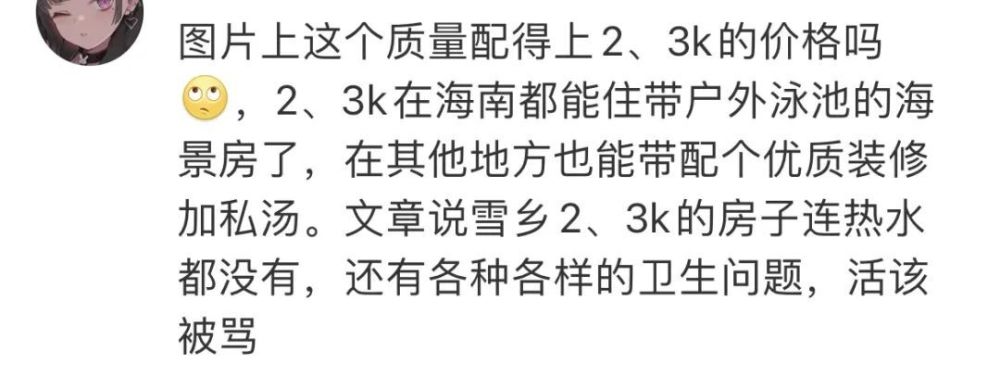 图片上这个质量配得上2、3k的价格吗
🙄，2、3k在海南都能住带户外泳池的海
景房了，在其他地方也能带配个优质装修
加私汤。文章说雪乡2、3k的房子连热水
都没有，还有各种各样的卫生问题，活该
被骂